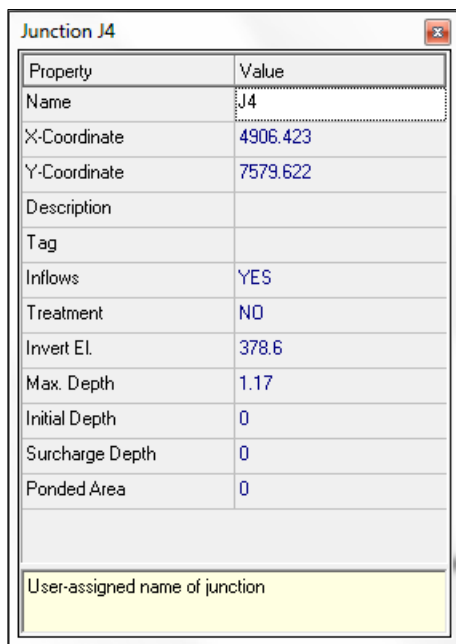 Junction J4
Property Value
Name J4
X-Coordinate 4906.423
Y-Coordinate 7579.622
Description
Tag
Inflows YES
Treatment NO
Invert El. 378.6
Max. Depth 1.17
Initial Depth 0
Surcharge Depth 0
Ponded Area 0
User-assigned name of junction